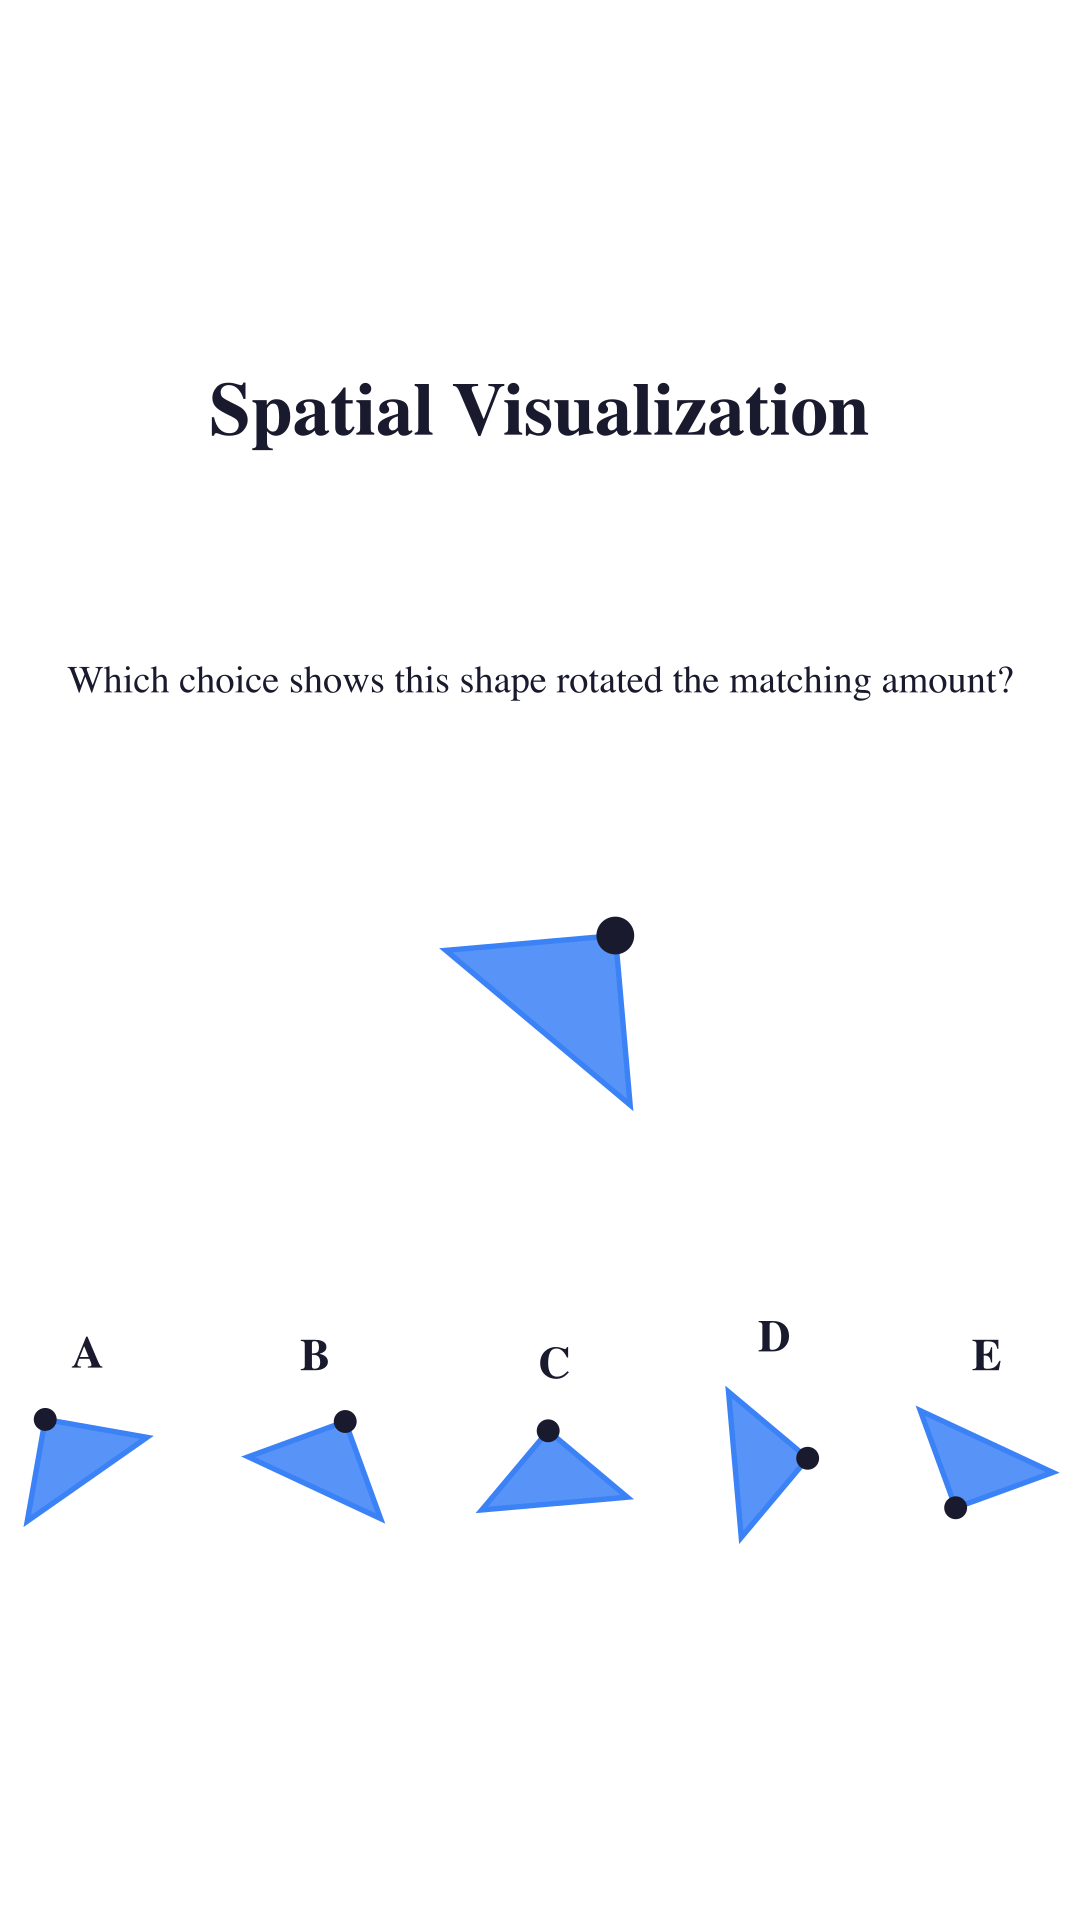 Spatial Visualization
Which choice shows this shape rotated the matching amount?
A
B
C
D
E